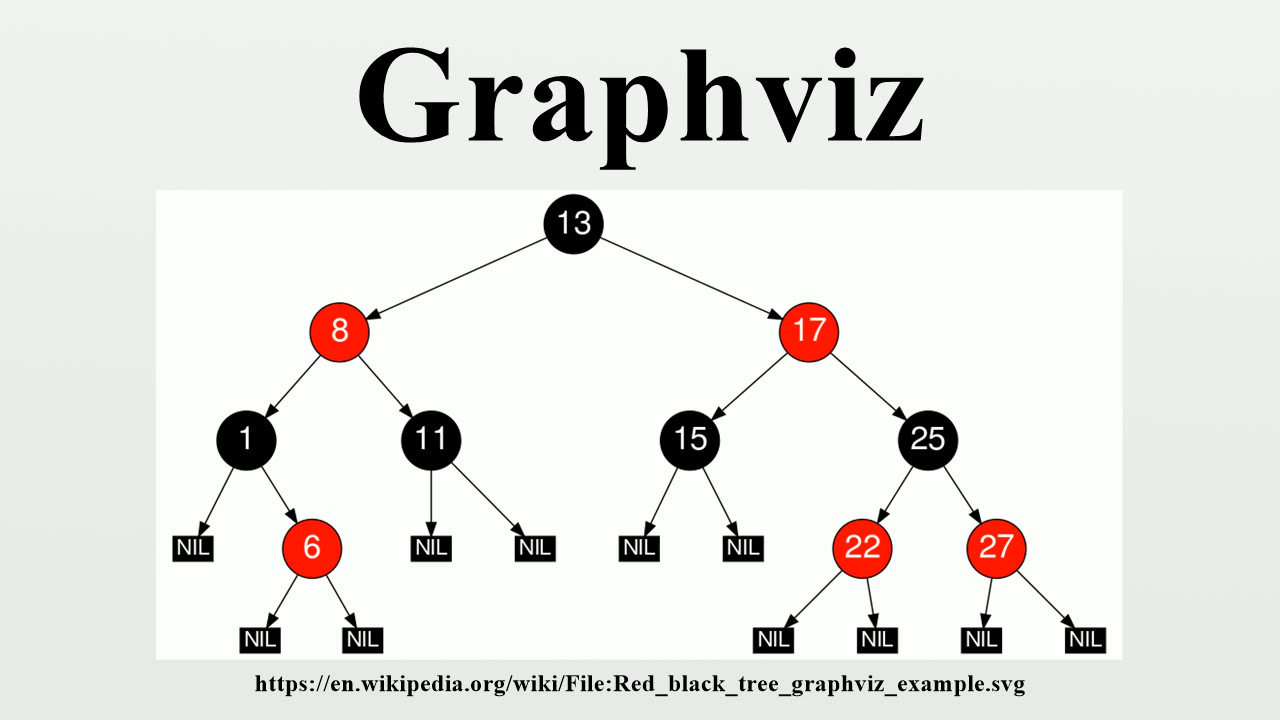 Graphviz
13
8 17
1 11 15 25
NIL 6 NIL NIL NIL NIL 22 27
NIL NIL NIL NIL NIL NIL
https://en.wikipedia.org/wiki/File:Red_black_tree_graphviz_example.svg